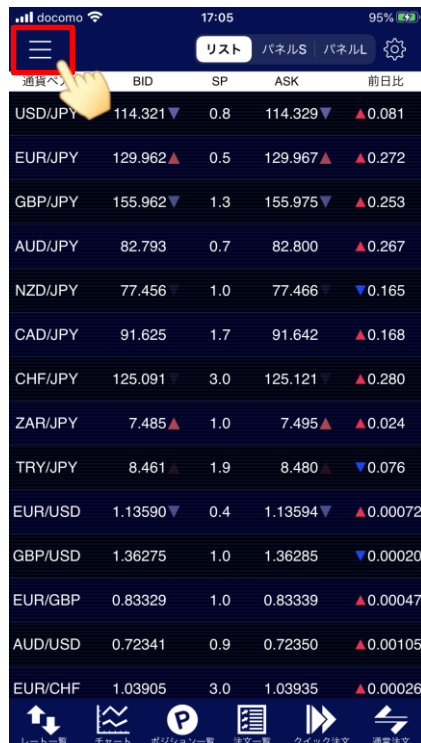 docomo 17:05 95%
リスト パネルS パネルL
通貨ペア BID SP ASK 前日比
USD/JPY 114.321▼ 0.8 114.329▼ ▲0.081
EUR/JPY 129.962▲ 0.5 129.967▲ ▲0.272
GBP/JPY 155.962▼ 1.3 155.975▼ ▲0.253
AUD/JPY 82.793 0.7 82.800 ▲0.267
NZD/JPY 77.456▼ 1.0 77.466▼ ▼0.165
CAD/JPY 91.625 1.7 91.642 ▲0.168
CHF/JPY 125.091▼ 3.0 125.121▼ ▲0.280
ZAR/JPY 7.485▲ 1.0 7.495▲ ▲0.024
TRY/JPY 8.461▲ 1.9 8.480▲ ▼0.076
EUR/USD 1.13590▼ 0.4 1.13594▼ ▲0.00072
GBP/USD 1.36275 1.0 1.36285 ▼0.00020
EUR/GBP 0.83329 1.0 0.83339 ▲0.00047
AUD/USD 0.72341 0.9 0.72350 ▲0.00105
EUR/CHF 1.03905 3.0 1.03935 ▲0.00026
P
レート一覧 チャート ポジション一覧 注文一覧 クイック注文 通常注文